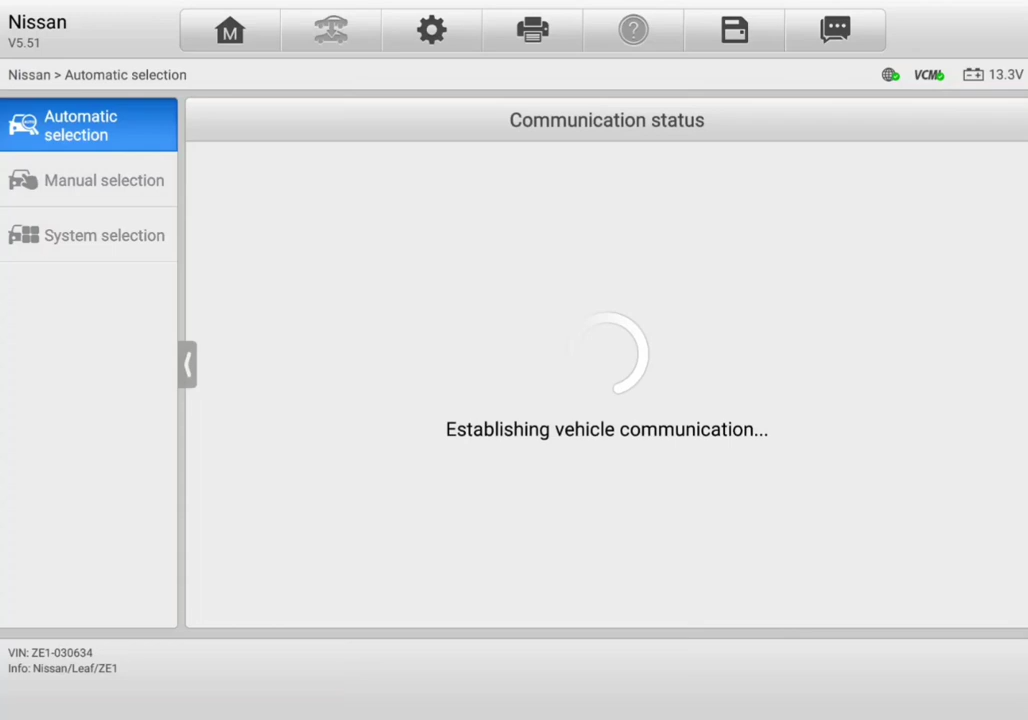 Nissan
V5.51
M
?
Nissan > Automatic selection
VCMI
13.3V
Automatic
selection
Manual selection
System selection
Communication status
Establishing vehicle communication...
VIN: ZE1-030634
Info: Nissan/Leaf/ZE1